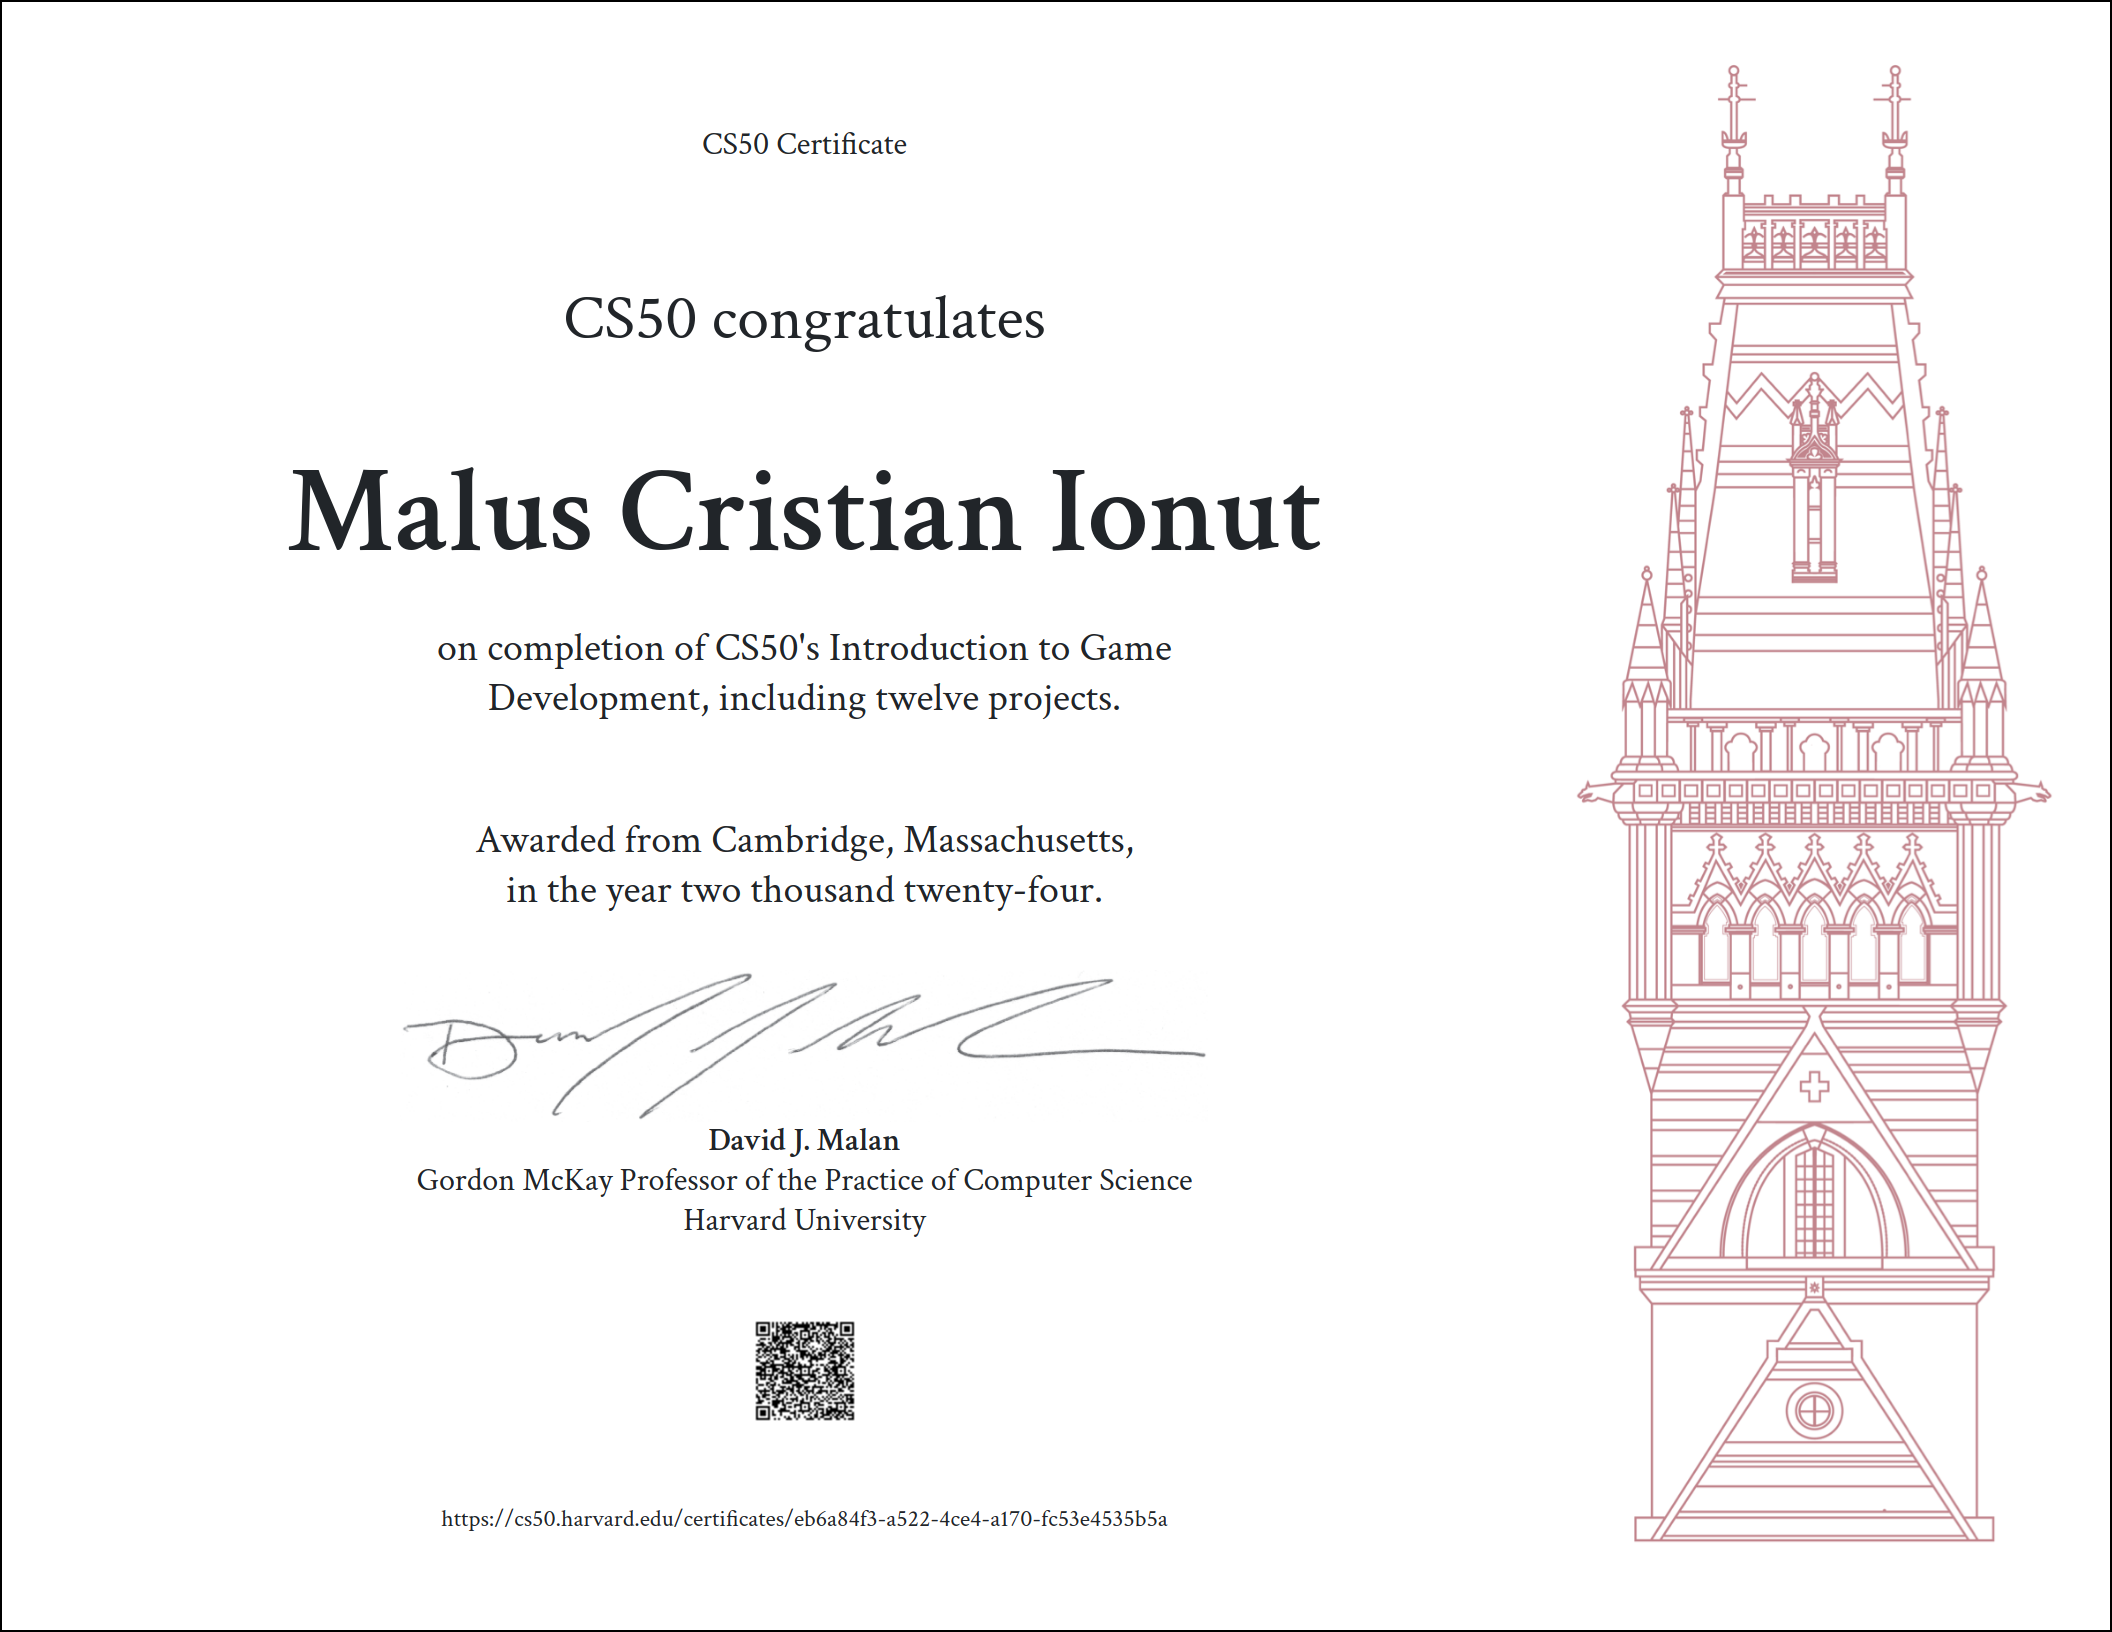 CS50 Certificate
CS50 congratulates
Malus Cristian Ionut
on completion of CS50's Introduction to Game
Development, including twelve projects.
Awarded from Cambridge, Massachusetts,
in the year two thousand twenty-four.
David J. Malan
Gordon McKay Professor of the Practice of Computer Science
Harvard University
https://cs50.harvard.edu/certificates/eb6a84f3-a522-4ce4-a170-fc53e4535b5a